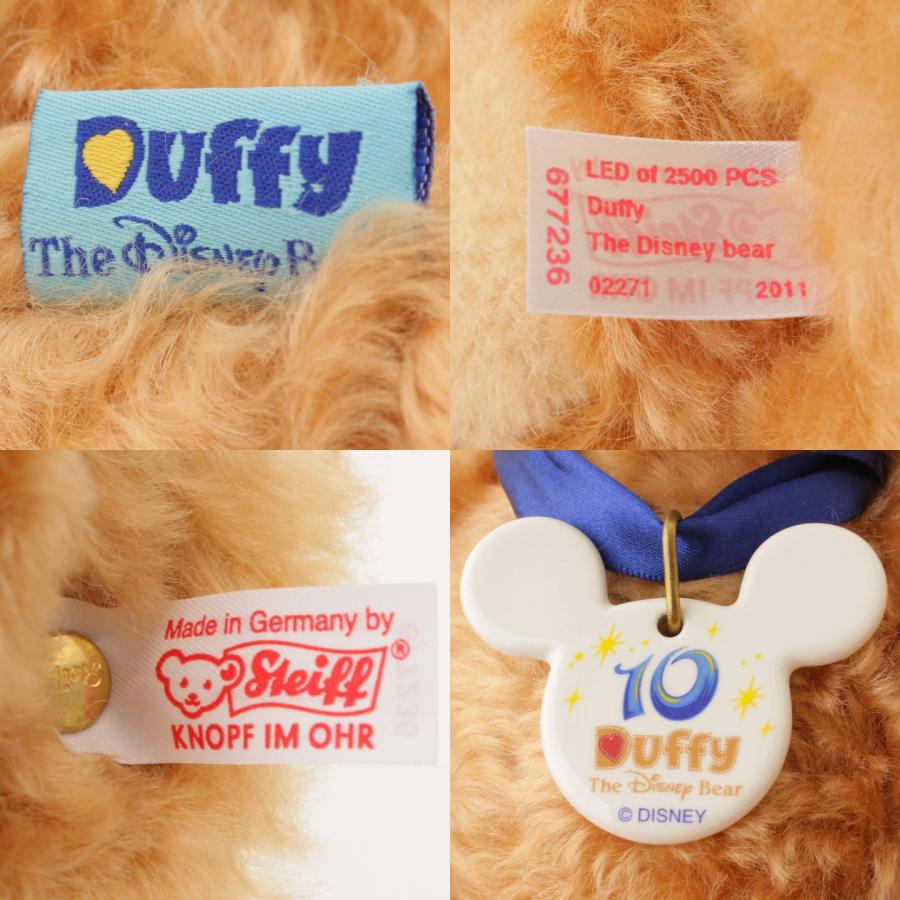 Duffy
The Disney B
LED of 2500 PCS
Duffy
The Disney bear
02271 2011
677236
Made in Germany by
Steiff®
KNOPF IM OHR
10
Duffy
The Disney Bear
© DISNEY